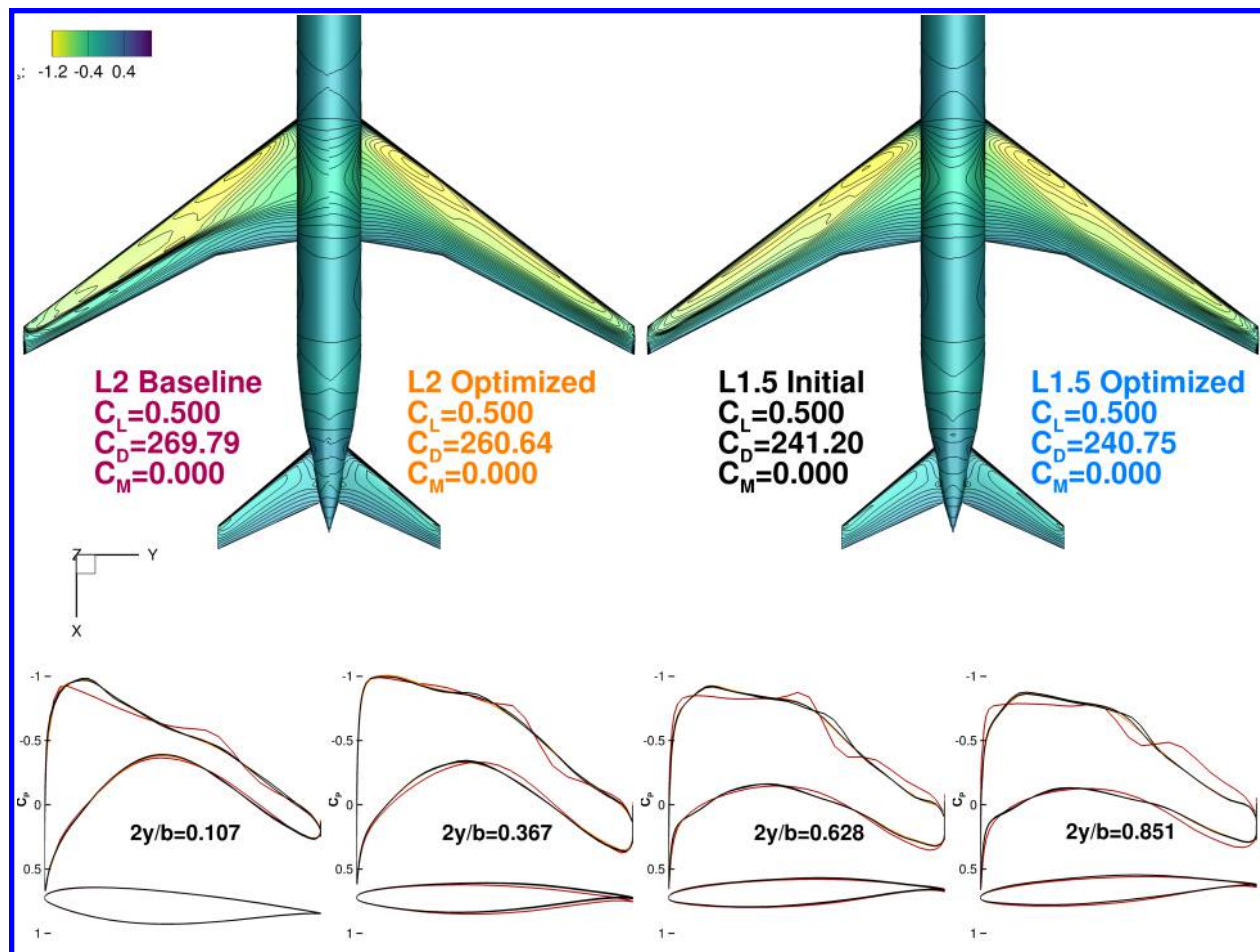 -1.2 -0.4 0.4
L2 Baseline
C_L=0.500
C_D=269.79
C_M=0.000
L2 Optimized
C_L=0.500
C_D=260.64
C_M=0.000
L1.5 Initial
C_L=0.500
C_D=241.20
C_M=0.000
L1.5 Optimized
C_L=0.500
C_D=240.75
C_M=0.000
Z Y
X
-1
-0.5
0
0.5
1
C_P
2y/b=0.107
-1
-0.5
0
0.5
1
C_P
2y/b=0.367
-1
-0.5
0
0.5
1
C_P
2y/b=0.628
-1
-0.5
0
0.5
1
C_P
2y/b=0.851